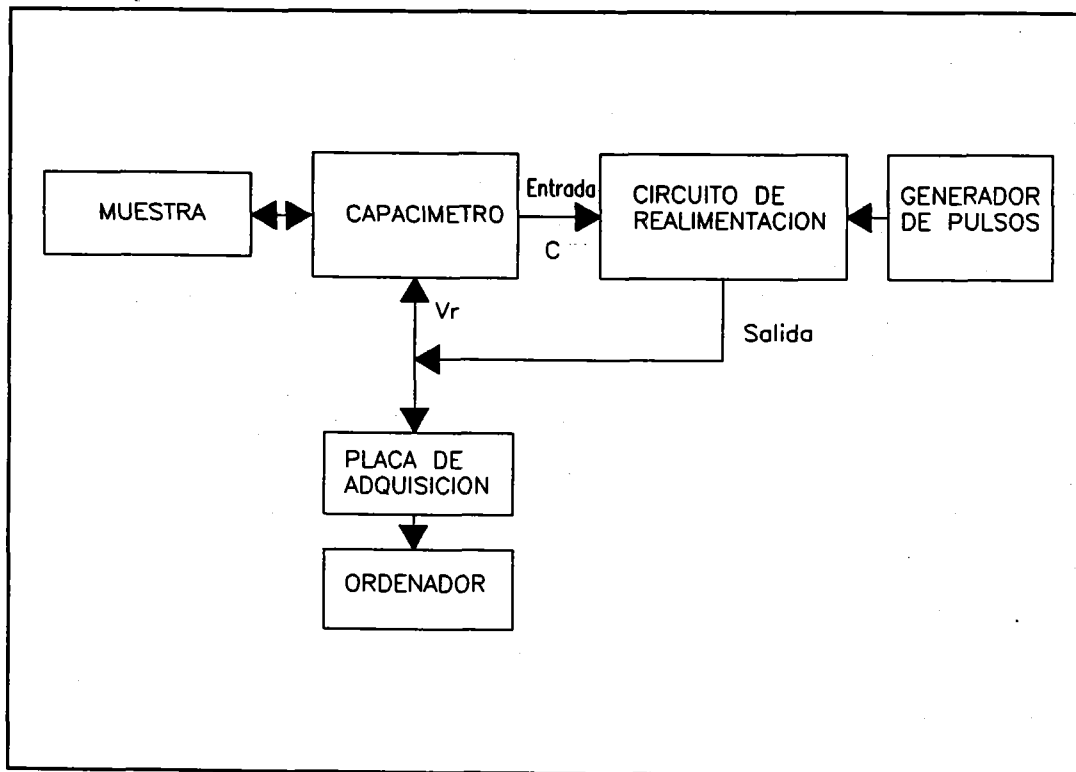 MUESTRA
CAPACIMETRO
Entrada
C
CIRCUITO DE
REALIMENTACION
GENERADOR
DE PULSOS
Vr
Salida
PLACA DE
ADQUISICION
ORDENADOR